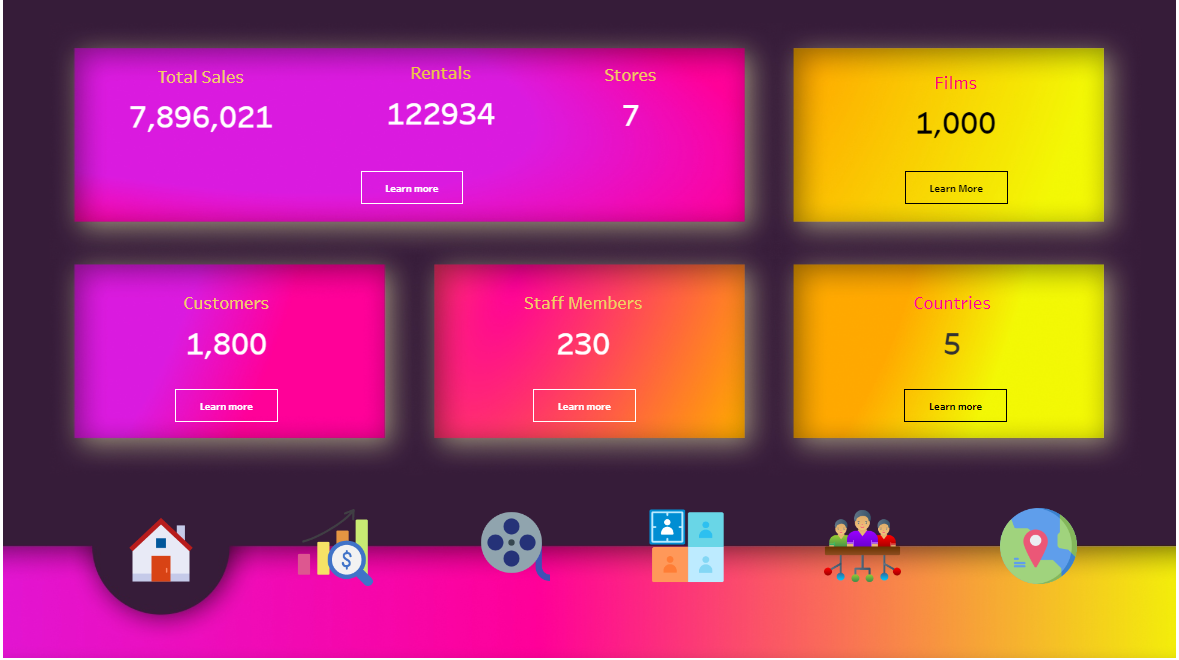 Total Sales
7,896,021
Rentals
122934
Stores
7
Learn more
Films
1,000
Learn More
Customers
1,800
Learn more
Staff Members
230
Learn more
Countries
5
Learn more
$